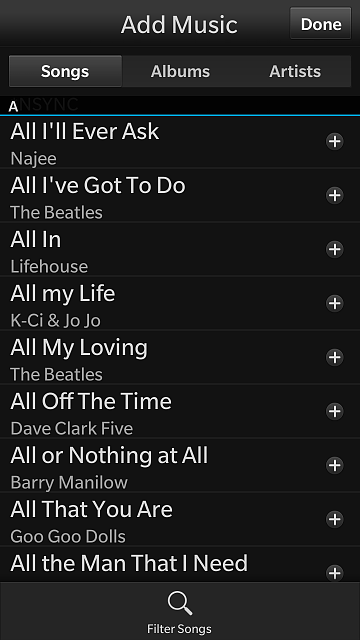 Add Music
Done
Songs
Albums
Artists
A
NSYNC
All I'll Ever Ask
Najee
All I've Got To Do
The Beatles
All In
Lifehouse
All my Life
K-Ci & Jo Jo
All My Loving
The Beatles
All Off The Time
Dave Clark Five
All or Nothing at All
Barry Manilow
All That You Are
Goo Goo Dolls
All the Man That I Need
Filter Songs